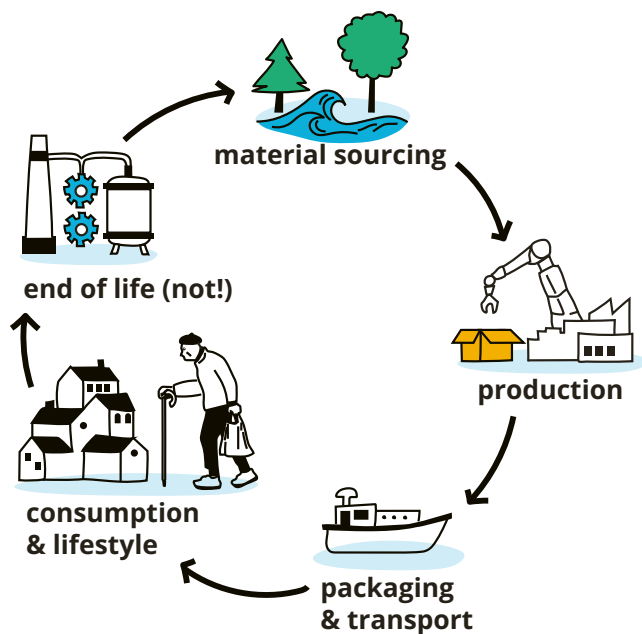 material sourcing
production
packaging
& transport
consumption
& lifestyle
end of life (not!)